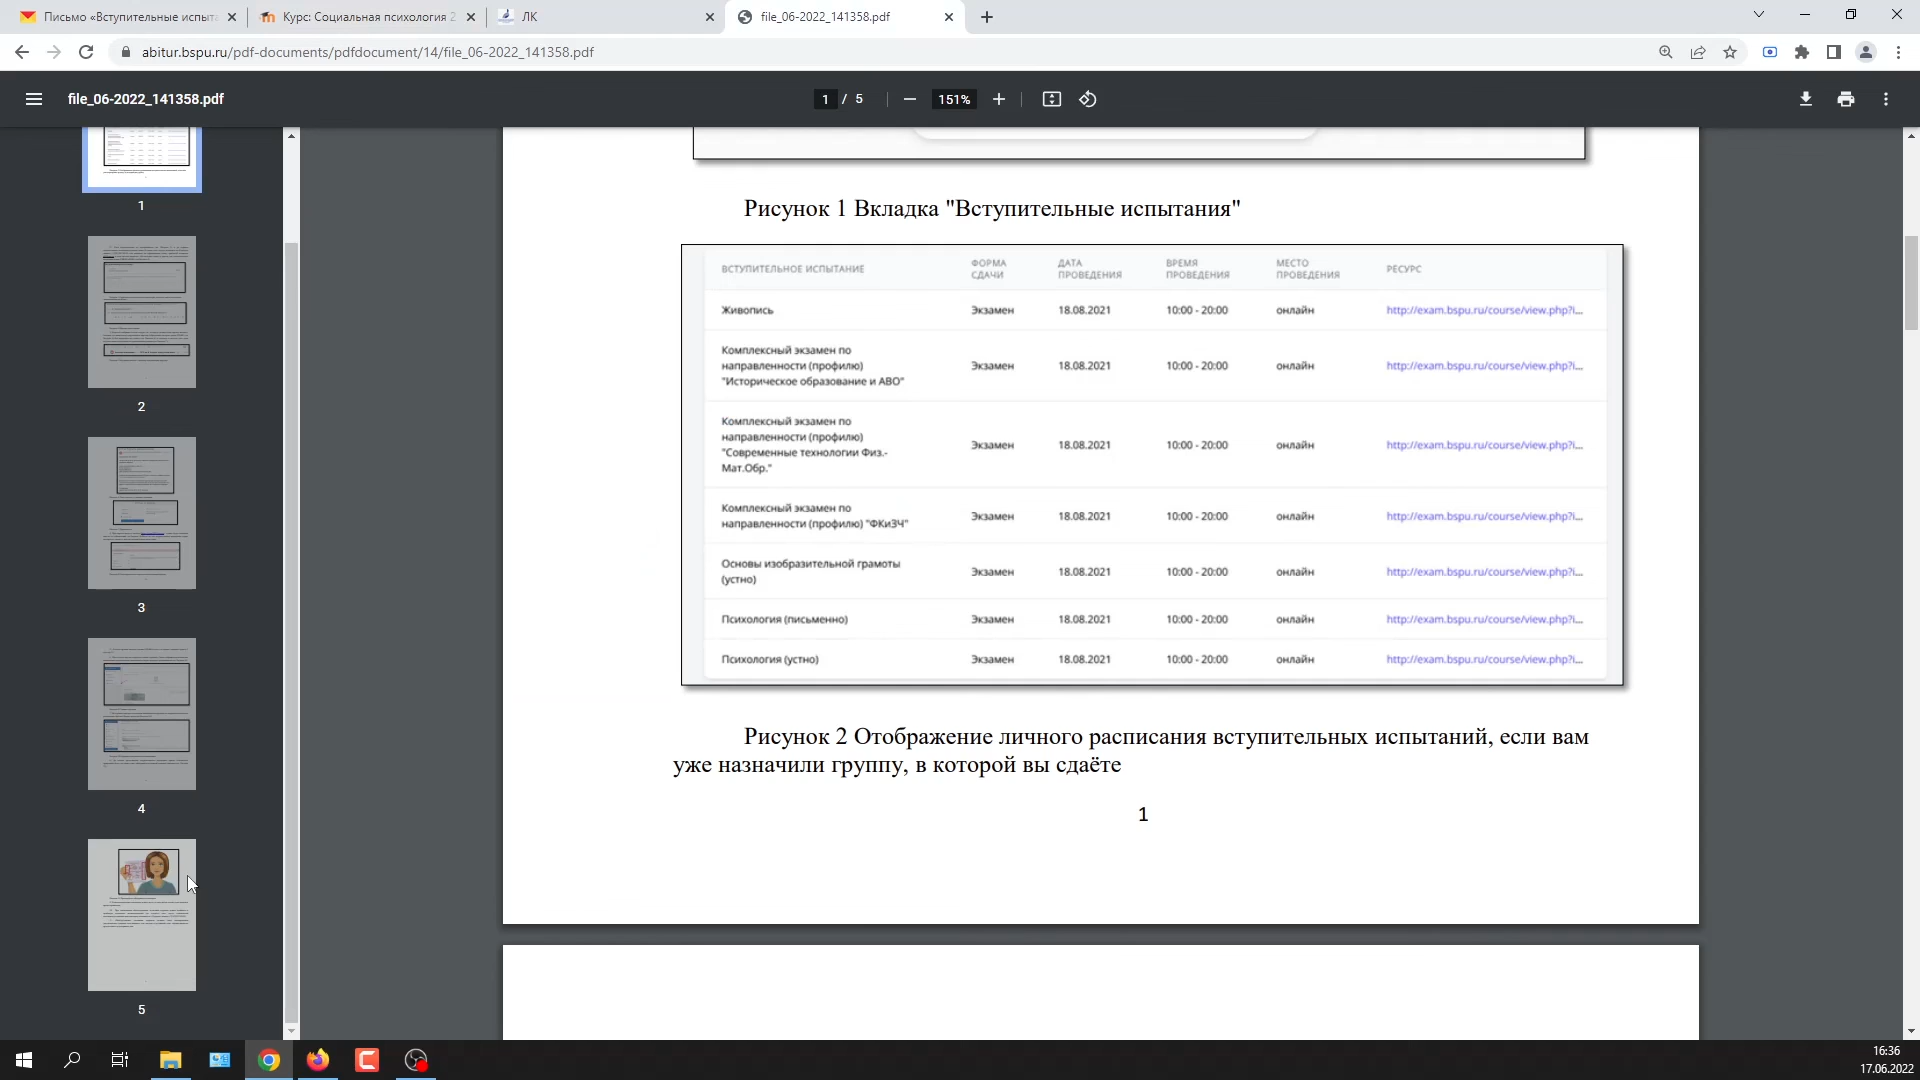 Письмо «Вступительные испыта
Курс: Социальная психология 2
ЛК
file_06-2022_141358.pdf
abitur.bspu.ru/pdf-documents/pdfdocument/14/file_06-2022_141358.pdf
file_06-2022_141358.pdf
1 / 5
151%
1
2
3
4
5
Рисунок 1 Вкладка "Вступительные испытания"
ВСТУПИТЕЛЬНОЕ ИСПЫТАНИЕ
ФОРМА
СДАЧИ
ДАТА
ПРОВЕДЕНИЯ
ВРЕМЯ
ПРОВЕДЕНИЯ
МЕСТО
ПРОВЕДЕНИЯ
РЕСУРС
Живопись
Экзамен
18.08.2021
10:00 - 20:00
онлайн
http://exam.bspu.ru/course/view.php?i...
Комплексный экзамен по
направленности (профилю)
"Историческое образование и АВО"
Экзамен
18.08.2021
10:00 - 20:00
онлайн
http://exam.bspu.ru/course/view.php?i...
Комплексный экзамен по
направленности (профилю)
"Современные технологии Физ.-
Мат.Обр."
Экзамен
18.08.2021
10:00 - 20:00
онлайн
http://exam.bspu.ru/course/view.php?i...
Комплексный экзамен по
направленности (профилю) "ФКиЗЧ"
Экзамен
18.08.2021
10:00 - 20:00
онлайн
http://exam.bspu.ru/course/view.php?i...
Основы изобразительной грамоты
(устно)
Экзамен
18.08.2021
10:00 - 20:00
онлайн
http://exam.bspu.ru/course/view.php?i...
Психология (письменно)
Экзамен
18.08.2021
10:00 - 20:00
онлайн
http://exam.bspu.ru/course/view.php?i...
Психология (устно)
Экзамен
18.08.2021
10:00 - 20:00
онлайн
http://exam.bspu.ru/course/view.php?i...
Рисунок 2 Отображение личного расписания вступительных испытаний, если вам
уже назначили группу, в которой вы сдаёте
1
16:36
17.06.2022